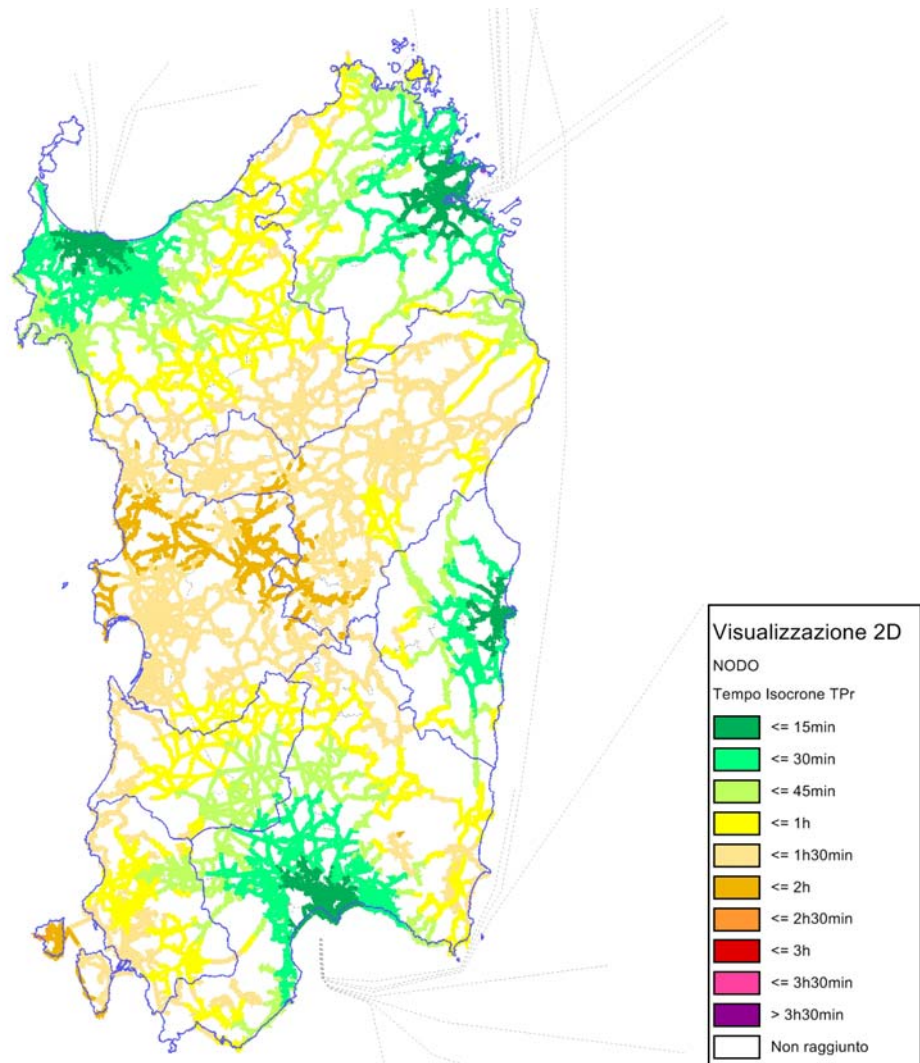 Visualizzazione 2D
NODO
Tempo Isocrone TPr
<= 15min
<= 30min
<= 45min
<= 1h
<= 1h30min
<= 2h
<= 2h30min
<= 3h
<= 3h30min
> 3h30min
Non raggiunto